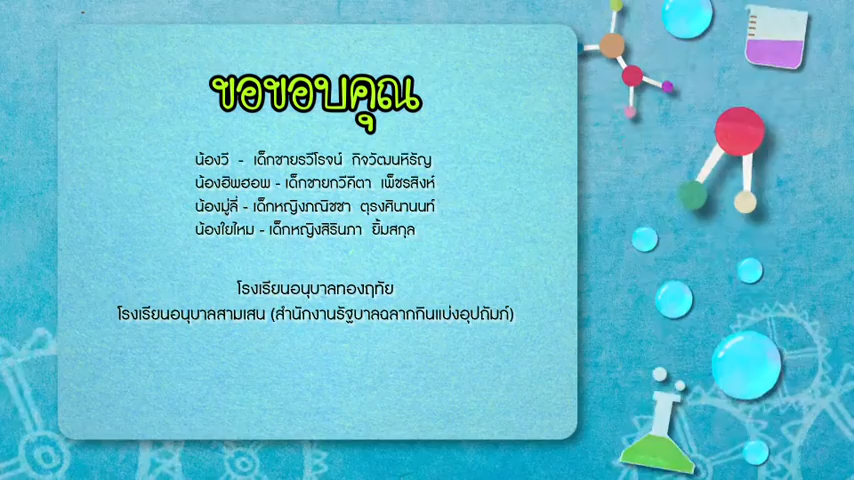 ขอขอบคุณ
น้องวี - เด็กชายรวีโรจน์ กิจวัฒนหิรัญ
น้องฮิพฮอพ - เด็กชายกวีคีตา เพ็ชรสิงห์
น้องมู่ลี่ - เด็กหญิงภณิชชา ตุรงศินานนท์
น้องใยไหม - เด็กหญิงสิรินภา ยิ้มสกุล
โรงเรียนอนุบาลทองฤทัย
โรงเรียนอนุบาลสามเสน (สำนักงานรัฐบาลฉลากกินแบ่งอุปถัมภ์)